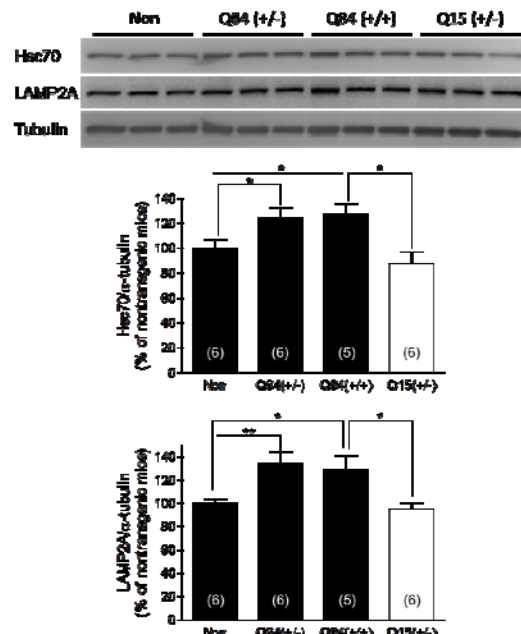 Non Q84 (+/-) Q84 (+/+) Q15 (+/-)
Hsc70
LAMP2A
Tubulin
* * *
140
120
100
80
60
40
20
0
Hsc70/α-tubulin
(% of nontransgenic mice)
(6) (6) (5) (6)
Non Q84(+/-) Q84(+/+) Q15(+/-)
* ** *
140
120
100
80
60
40
20
0
LAMP2A/α-tubulin
(% of nontransgenic mice)
(6) (6) (5) (6)
Non Q84(+/-) Q84(+/+) Q15(+/-)